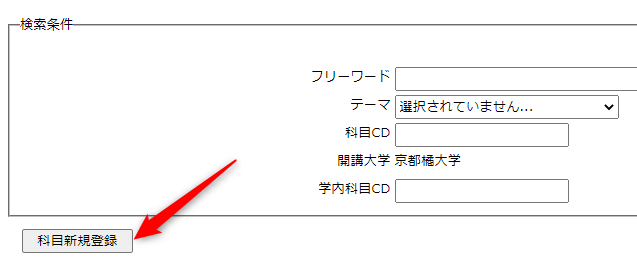 検索条件
フリーワード
テーマ 選択されていません...
科目CD
開講大学 京都橘大学
学内科目CD
科目新規登録